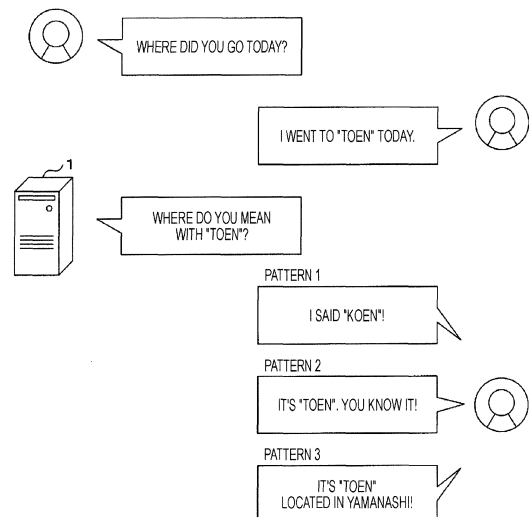 WHERE DID YOU GO TODAY?
I WENT TO "TOEN" TODAY.
1
WHERE DO YOU MEAN
WITH "TOEN"?
PATTERN 1
I SAID "KOEN"!
PATTERN 2
IT'S "TOEN". YOU KNOW IT!
PATTERN 3
IT'S "TOEN"
LOCATED IN YAMANASHI!